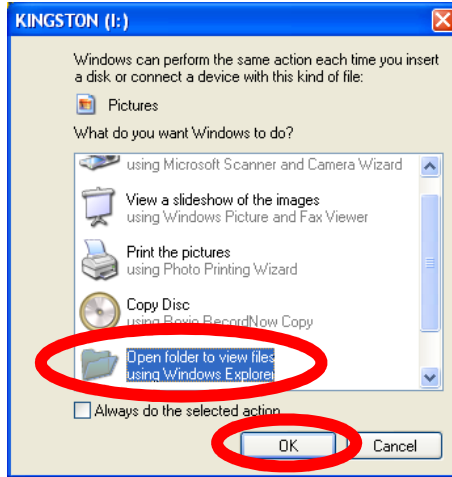 KINGSTON (I:)
Windows can perform the same action each time you insert
a disk or connect a device with this kind of file:
Pictures
What do you want Windows to do?
using Microsoft Scanner and Camera Wizard
View a slideshow of the images
using Windows Picture and Fax Viewer
Print the pictures
using Photo Printing Wizard
Copy Disc
using Roxio RecordNow Copy
Open folder to view files
using Windows Explorer
Always do the selected action
OK
Cancel